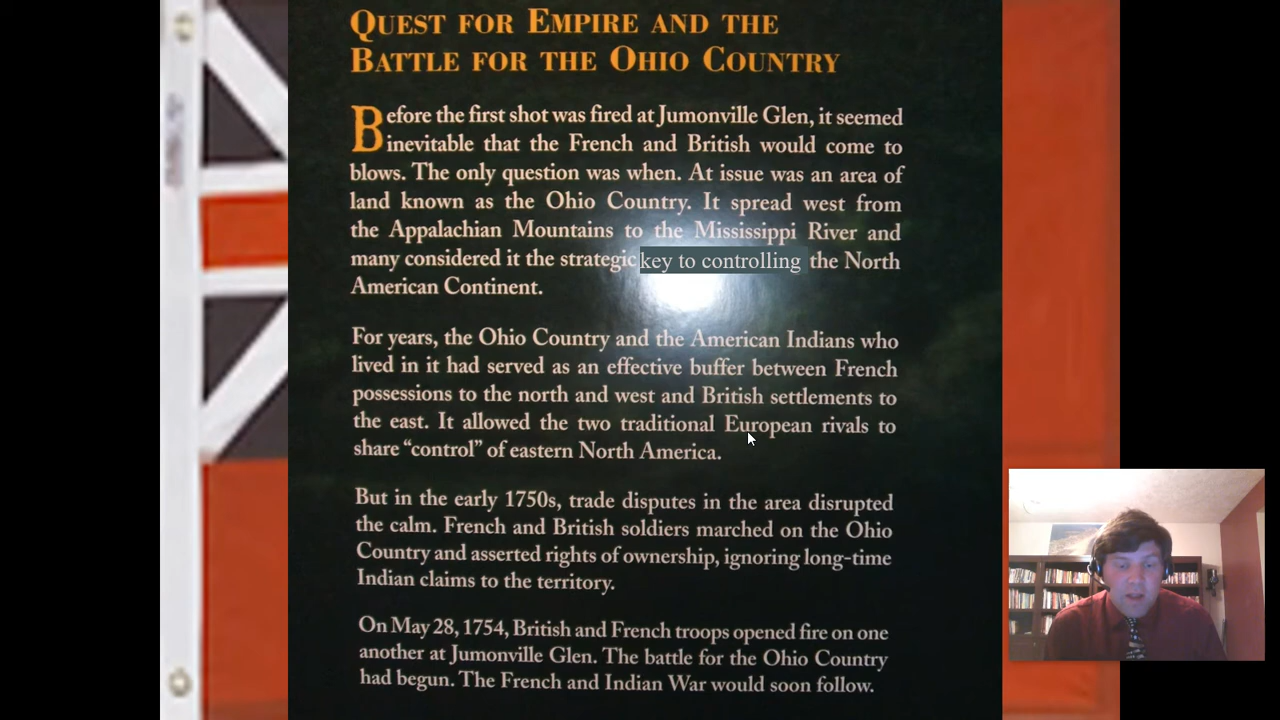 QUEST FOR EMPIRE AND THE
BATTLE FOR THE OHIO COUNTRY
Before the first shot was fired at Jumonville Glen, it seemed
inevitable that the French and British would come to
blows. The only question was when. At issue was an area of
land known as the Ohio Country. It spread west from
the Appalachian Mountains to the Mississippi River and
many considered it the strategic key to controlling the North
American Continent.
For years, the Ohio Country and the American Indians who
lived in it had served as an effective buffer between French
possessions to the north and west and British settlements to
the east. It allowed the two traditional European rivals to
share “control” of eastern North America.
But in the early 1750s, trade disputes in the area disrupted
the calm. French and British soldiers marched on the Ohio
Country and asserted rights of ownership, ignoring long-time
Indian claims to the territory.
On May 28, 1754, British and French troops opened fire on one
another at Jumonville Glen. The battle for the Ohio Country
had begun. The French and Indian War would soon follow.